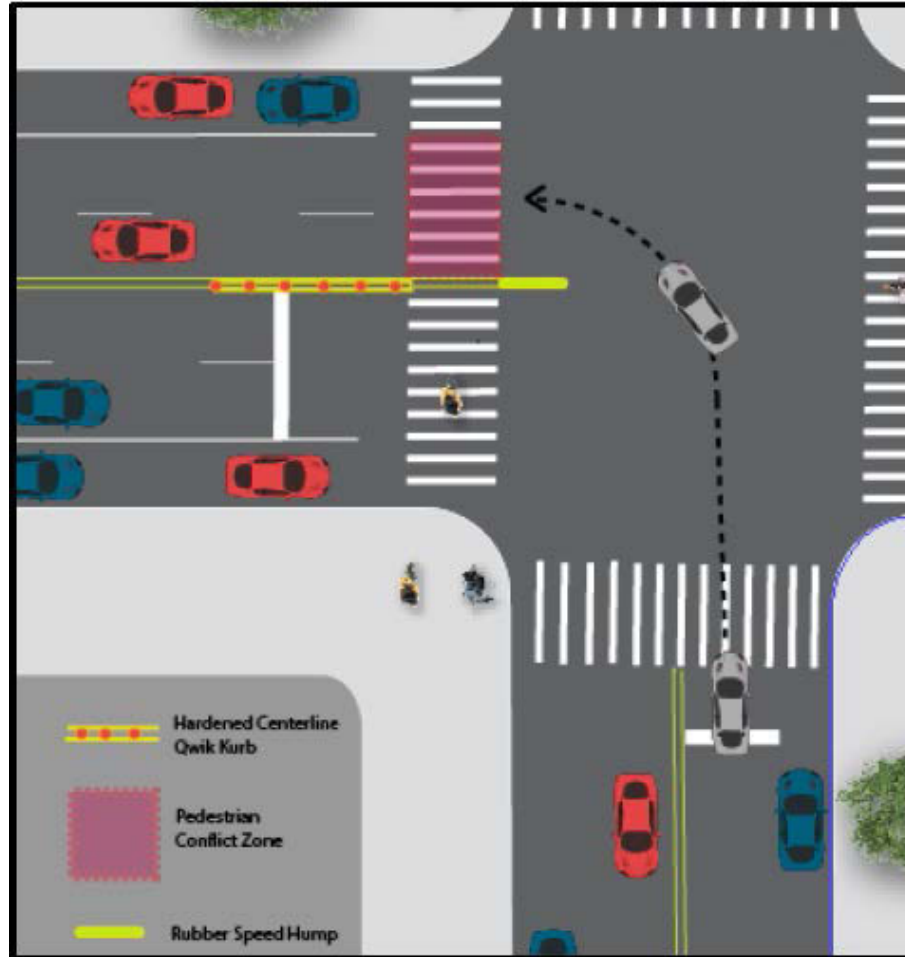 Hardened Centerline
Qwik Kurb
Pedestrian
Conflict Zone
Rubber Speed Hump